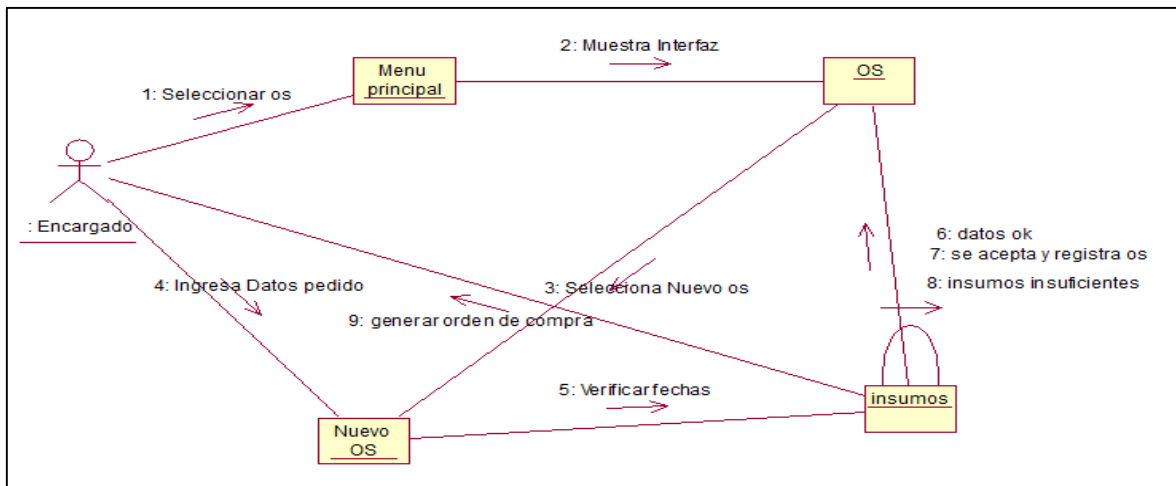 2: Muestra Interfaz
Menu
principal
OS
1: Seleccionar os
: Encargado
6: datos ok
7: se acepta y registra os
8: insumos insuficientes
4: Ingresa Datos pedido
3: Selecciona Nuevo os
9: generar orden de compra
5: Verificar fechas
insumos
Nuevo
OS